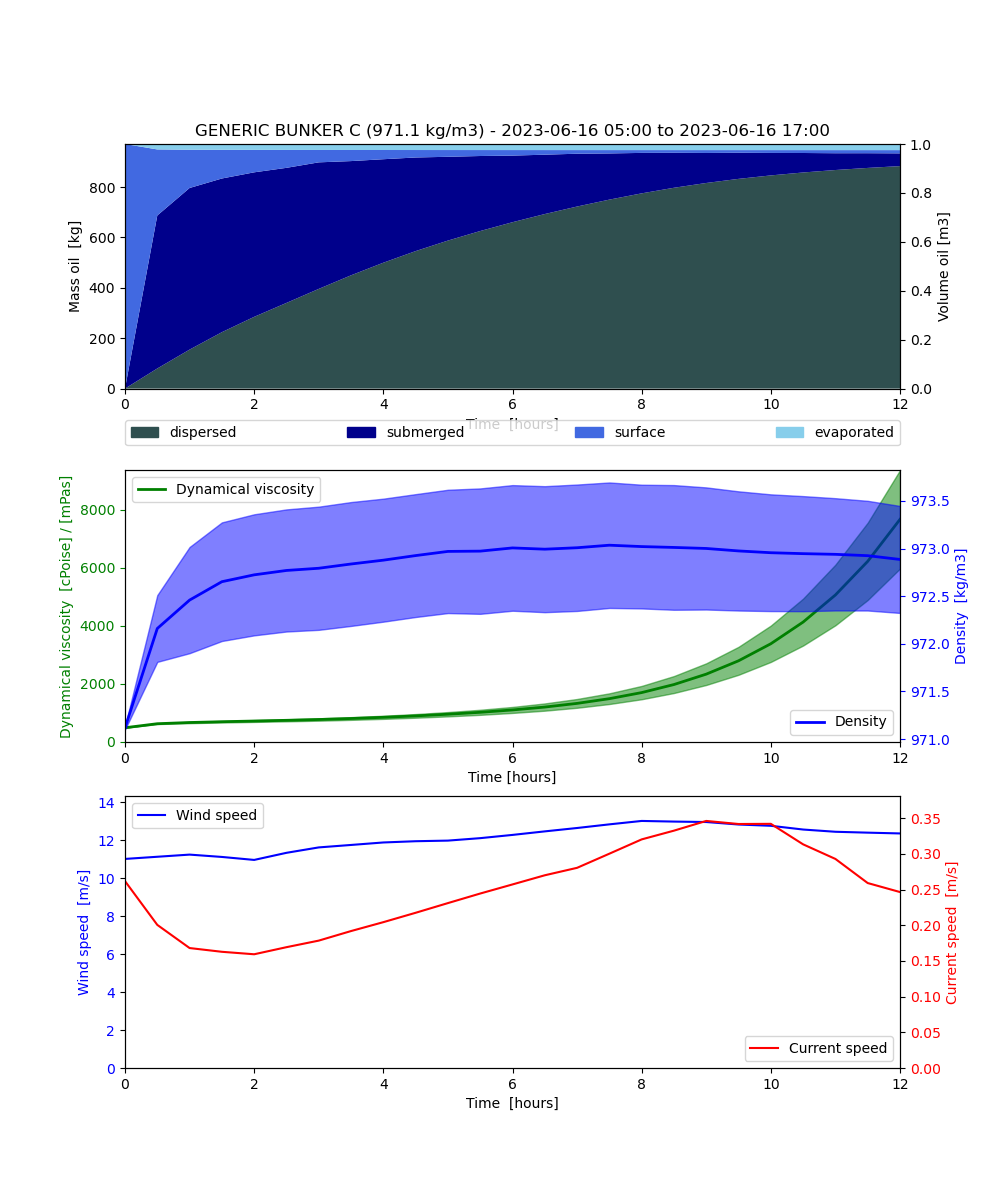 GENERIC BUNKER C (971.1 kg/m3) - 2023-06-16 05:00 to 2023-06-16 17:00
Mass oil  [kg]
800
600
400
200
0
1.0
0.8
0.6
0.4
0.2
0.0
Volume oil [m3]
0 2 4 6 8 10 12
Time  [hours]
dispersed submerged surface evaporated
Dynamical viscosity  [cPoise] / [mPas]
8000
6000
4000
2000
0
Dynamical viscosity
973.5
973.0
972.5
972.0
971.5
971.0
Density  [kg/m3]
Density
0 2 4 6 8 10 12
Time [hours]
Wind speed  [m/s]
14
12
10
8
6
4
2
0
Wind speed
0.35
0.30
0.25
0.20
0.15
0.10
0.05
0.00
Current speed  [m/s]
Current speed
0 2 4 6 8 10 12
Time  [hours]